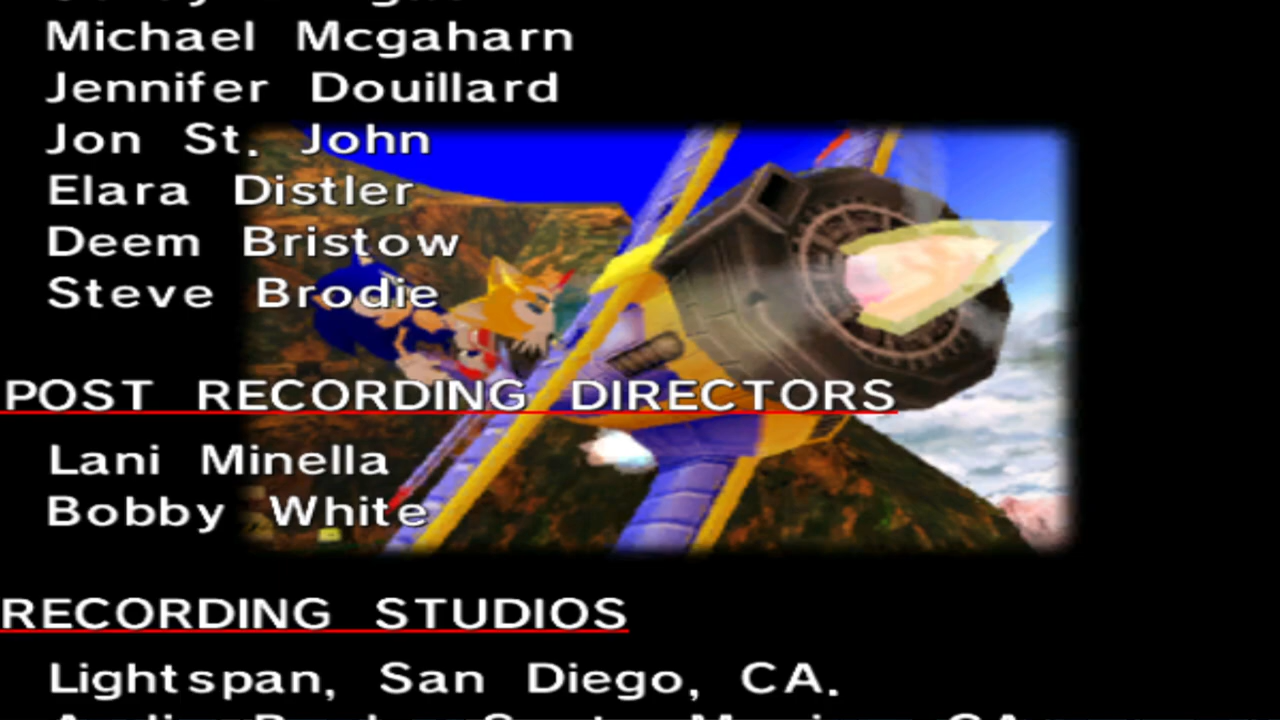 Michael Mcgaharn
Jennifer Douillard
Jon St. John
Elara Distler
Deem Bristow
Steve Brodie
POST RECORDING DIRECTORS
Lani Minella
Bobby White
RECORDING STUDIOS
Lightspan, San Diego, CA.